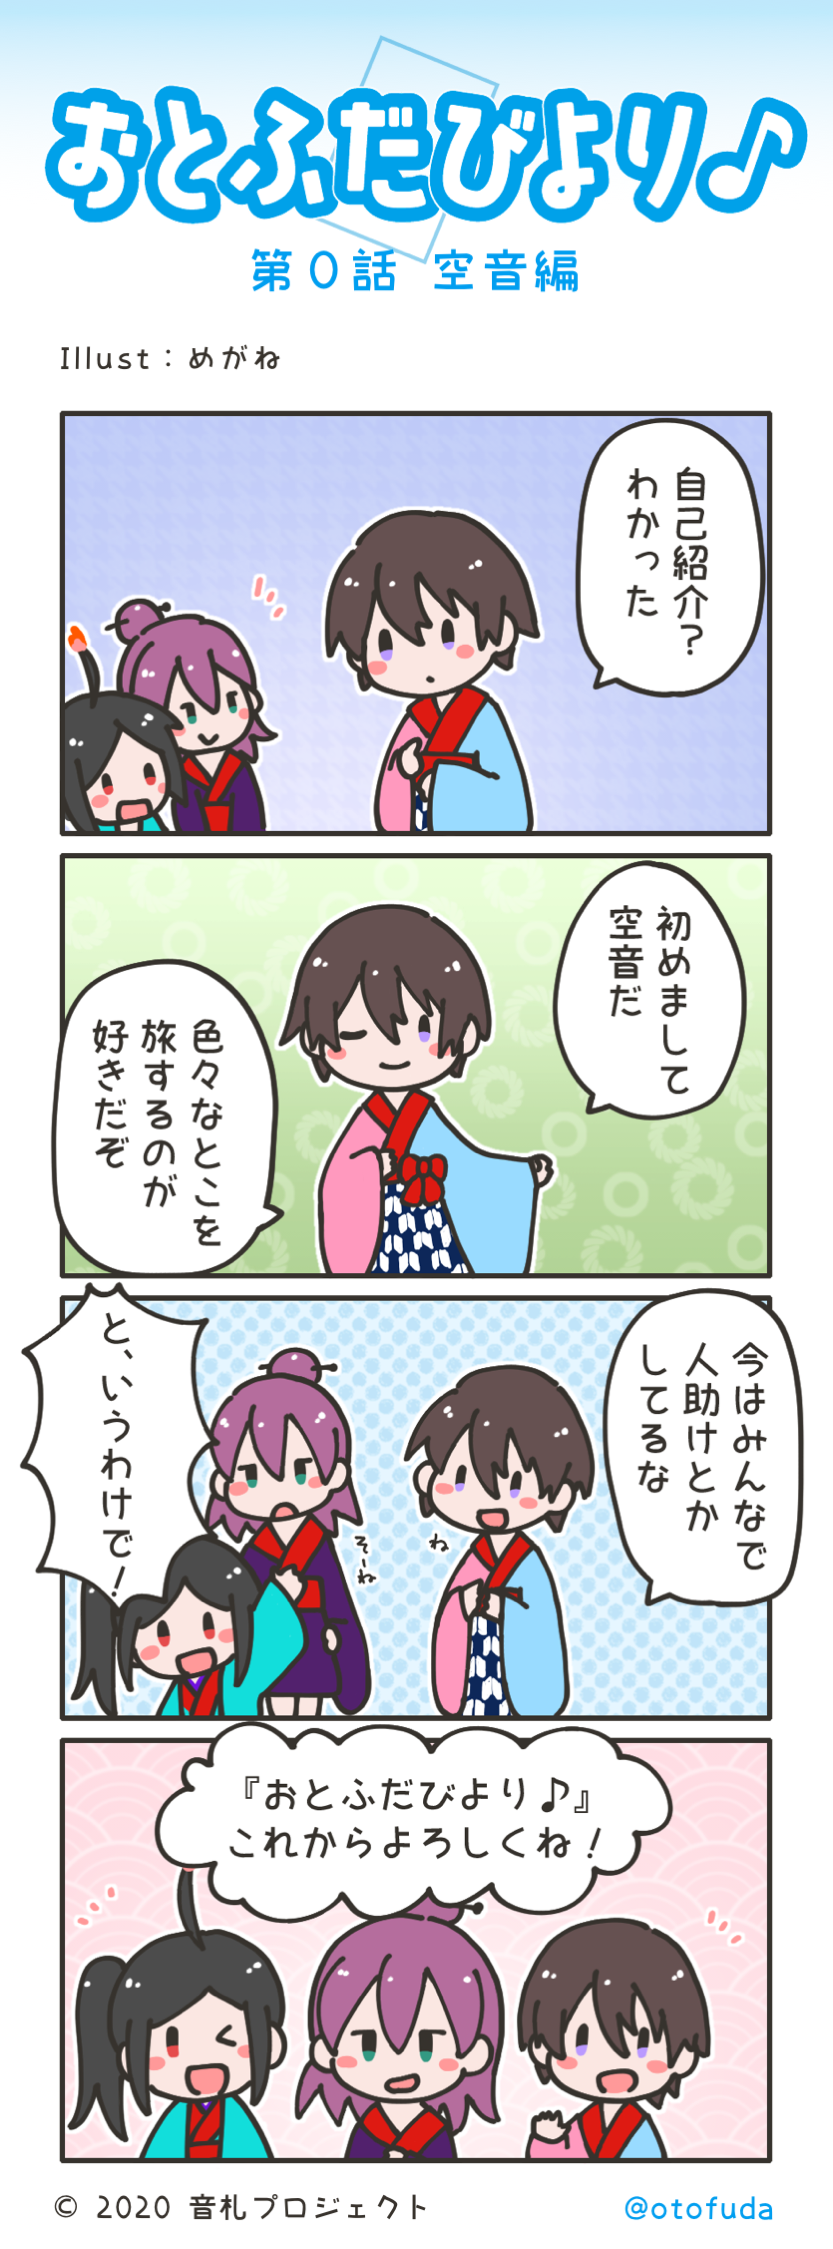 おとふだびより♪
第0話 空音編
Illust：めがね
自己紹介？
わかった
初めまして
空音だ
色々なとこを
旅するのが
好きだぞ
今はみんなで
人助けとか
してるな
ね
そーね
と、いうわけで！
『おとふだびより♪』
これからよろしくね！
© 2020 音札プロジェクト
@otofuda